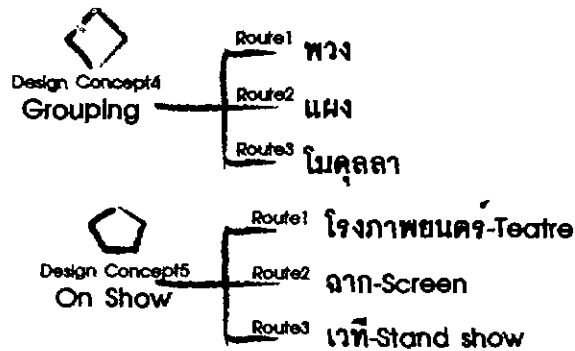 Route1 พวง
Design Concept4
Grouping
Route2 แผง
Route3 โมดุลลา
Route1 โรงภาพยนตร์-Teatre
Design Concept5
On Show
Route2 ฉาก-Screen
Route3 เวที-Stand show